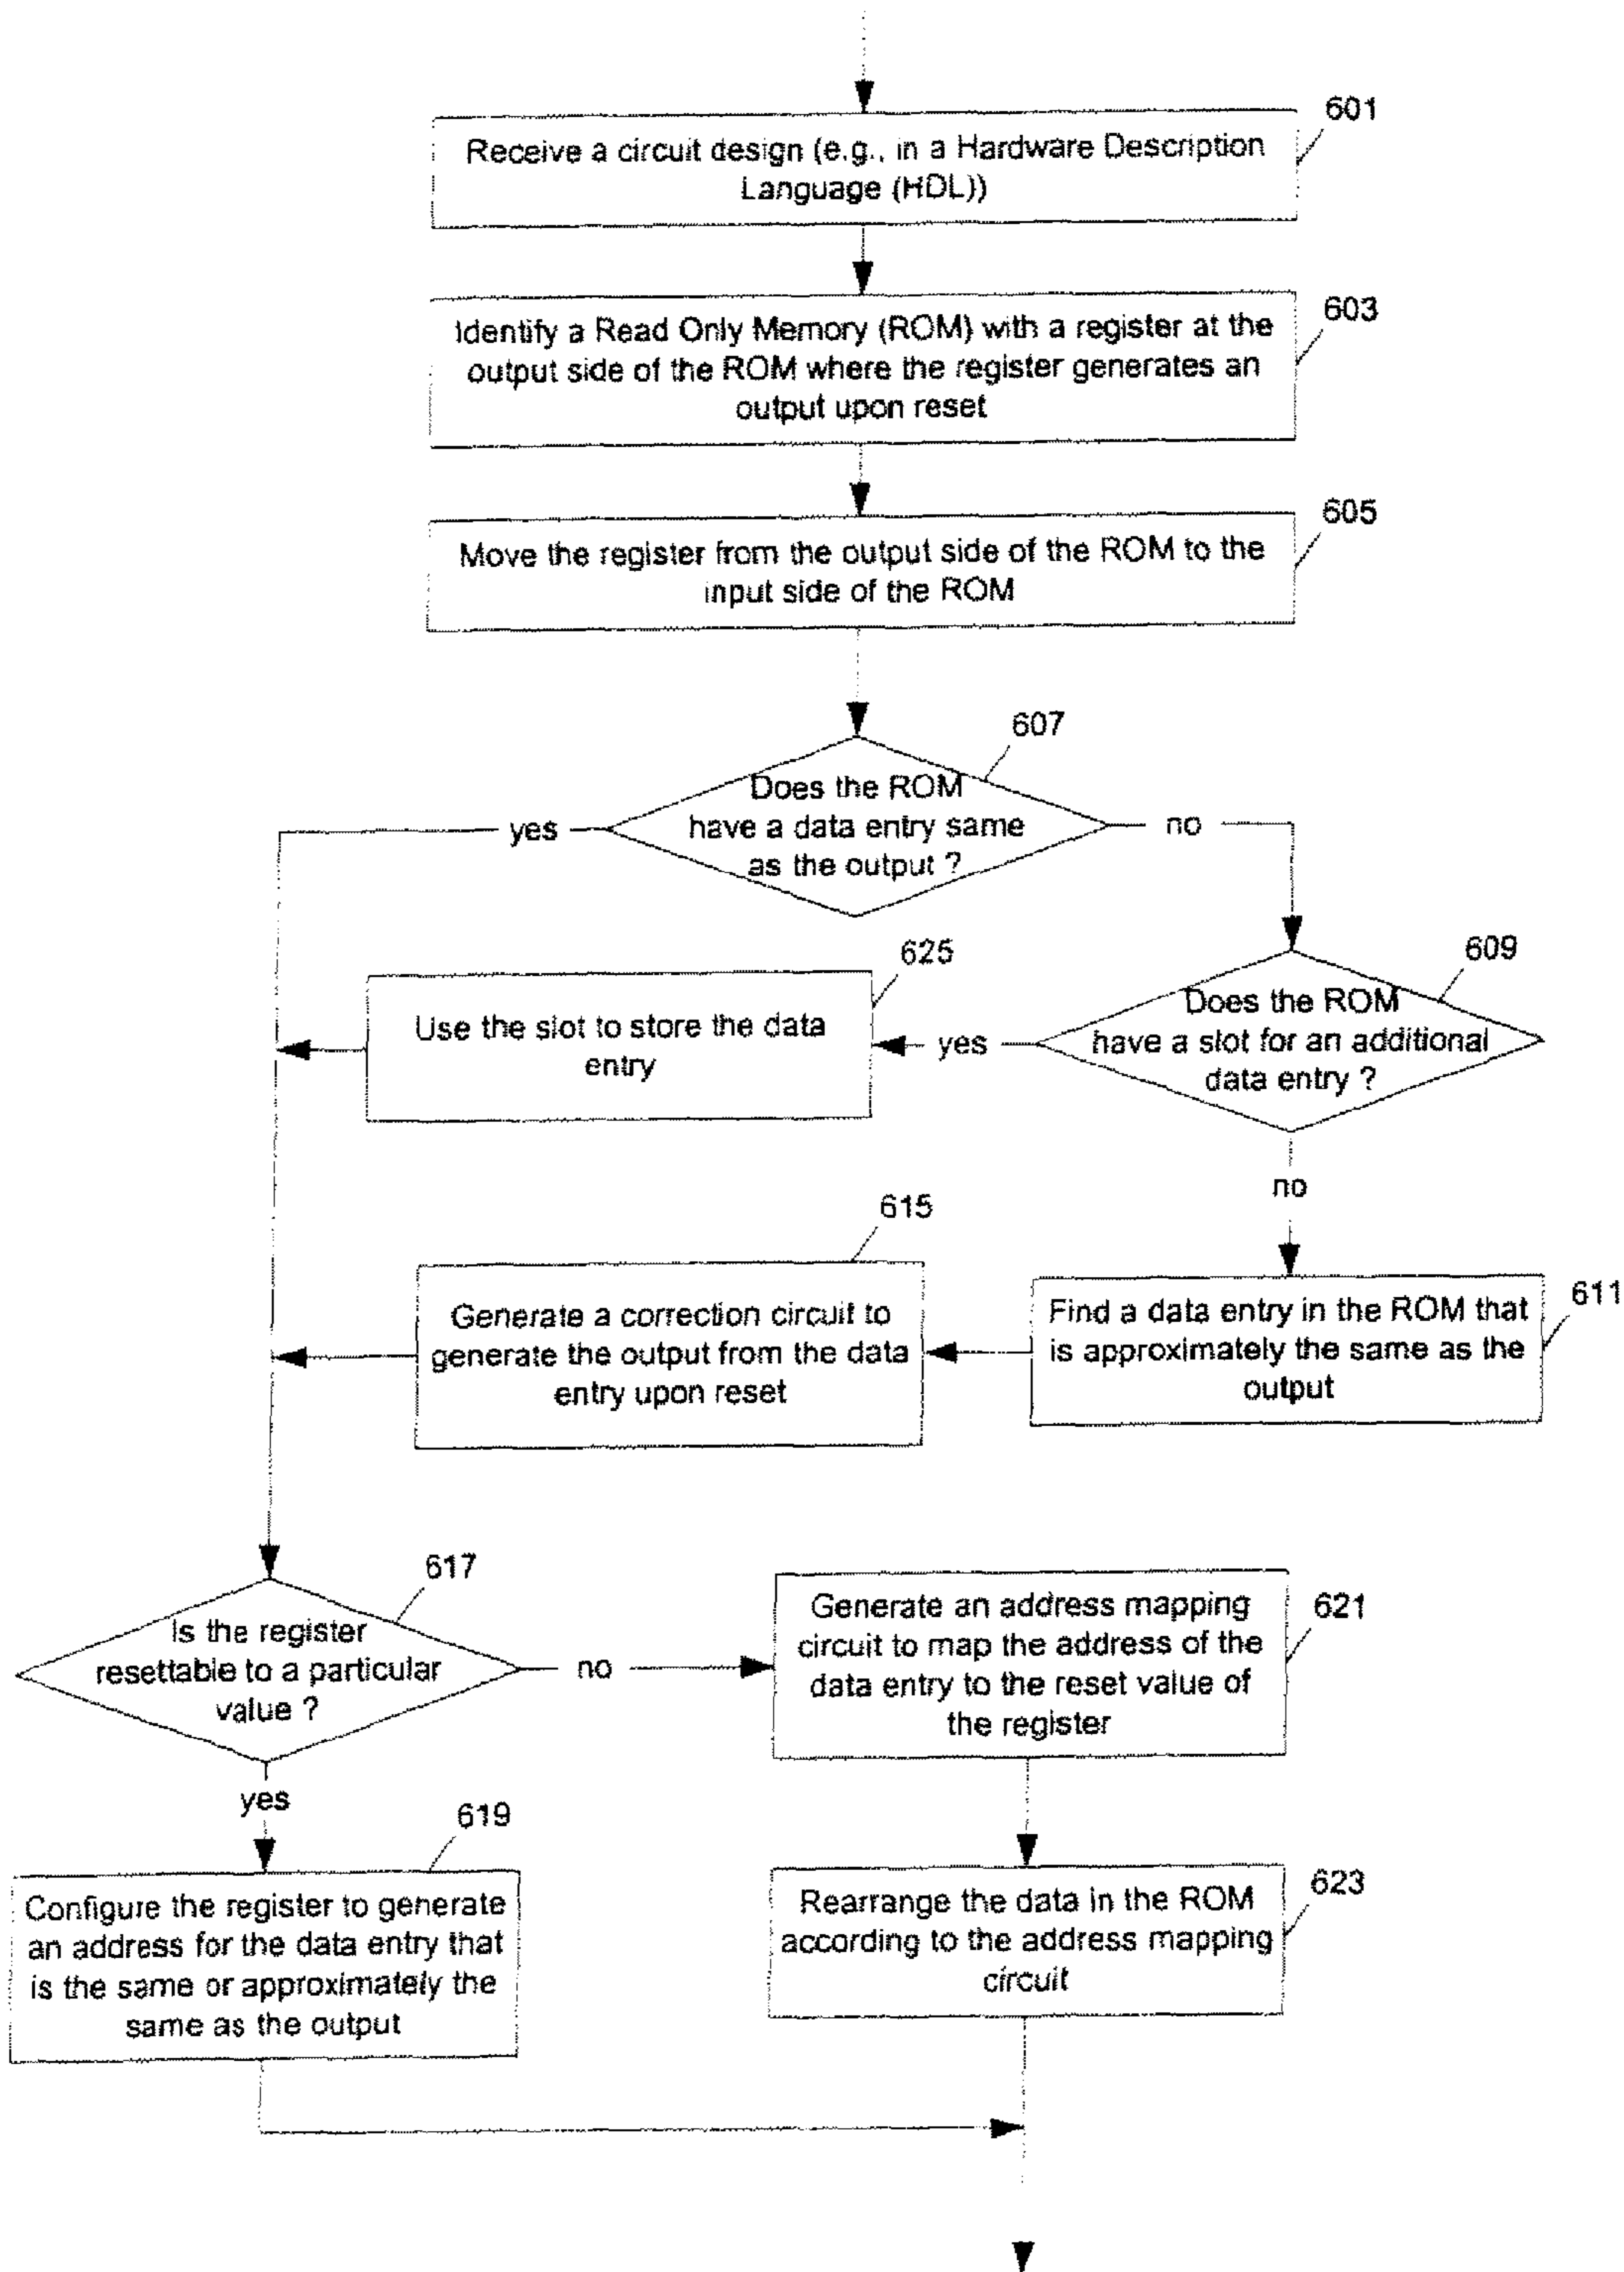 601
Receive a circuit design (e.g., in a Hardware Description
Language (HDL))
603
Identify a Read Only Memory (ROM) with a register at the
output side of the ROM where the register generates an
output upon reset
605
Move the register from the output side of the ROM to the
input side of the ROM
607
Does the ROM
have a data entry same
as the output ?
yes
no
609
Does the ROM
have a slot for an additional
data entry ?
625
Use the slot to store the data
entry
yes
no
615
Generate a correction circuit to
generate the output from the data
entry upon reset
611
Find a data entry in the ROM that
is approximately the same as the
output
617
Is the register
resettable to a particular
value ?
no
621
Generate an address mapping
circuit to map the address of the
data entry to the reset value of
the register
yes
619
Configure the register to generate
an address for the data entry that
is the same or approximately the
same as the output
623
Rearrange the data in the ROM
according to the address mapping
circuit